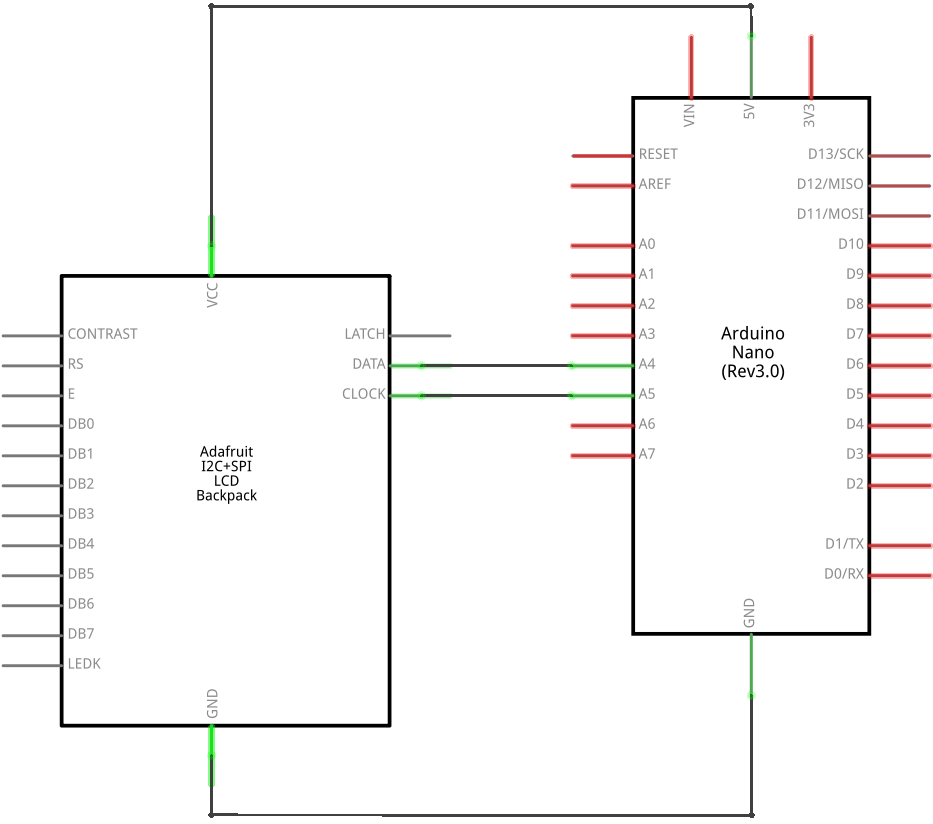 VIN
5V
3V3
RESET
D13/SCK
AREF
D12/MISO
D11/MOSI
A0
D10
A1
D9
VCC
A2
D8
CONTRAST
LATCH
A3
Arduino
Nano
(Rev3.0)
D7
RS
DATA
A4
D6
E
CLOCK
A5
D5
DB0
A6
D4
DB1
Adafruit
I2C+SPI
LCD
Backpack
A7
D3
DB2
D2
DB3
DB4
D1/TX
DB5
D0/RX
DB6
GND
DB7
LEDK
GND